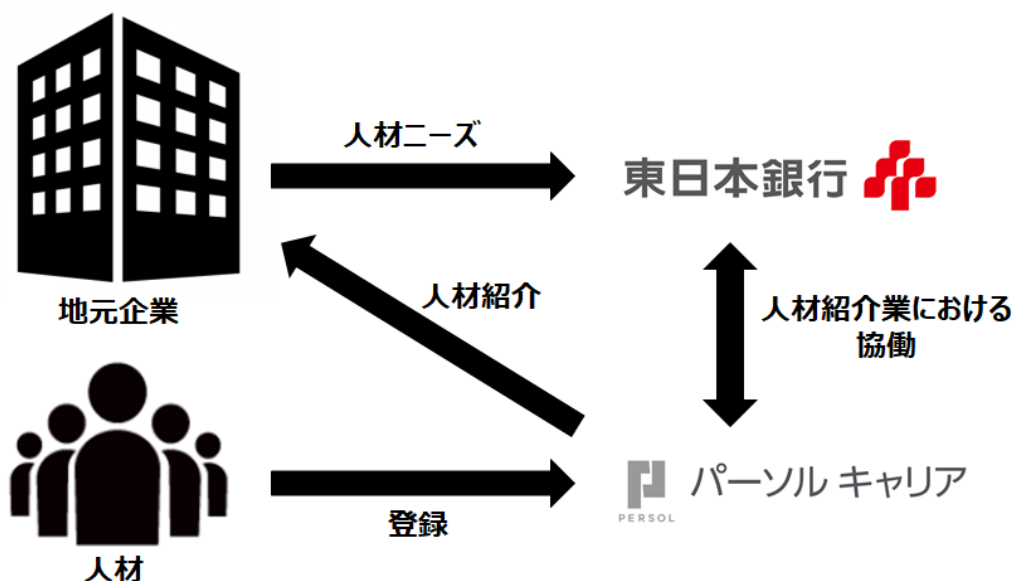 人材ニーズ
東日本銀行
地元企業
人材紹介
人材紹介業における
協働
人材
登録
PERSOL
パーソル キャリア